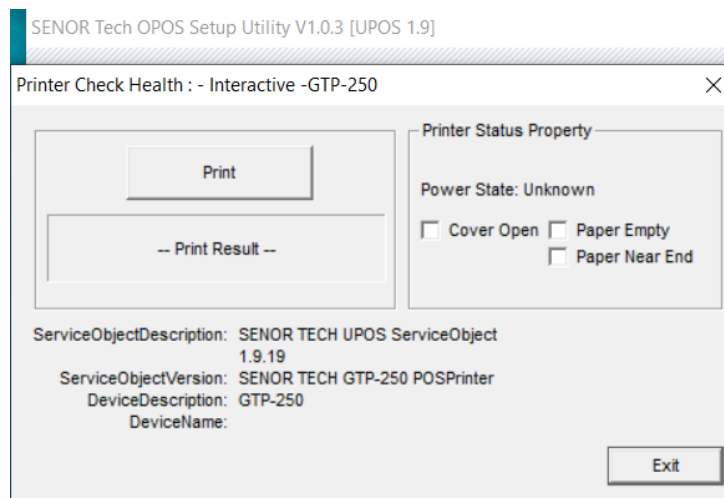 SENOR Tech OPOS Setup Utility V1.0.3 [UPOS 1.9]
Printer Check Health : - Interactive -GTP-250
Print
-- Print Result --
Printer Status Property
Power State: Unknown
Cover Open
Paper Empty
Paper Near End
ServiceObjectDescription: SENOR TECH UPOS ServiceObject
1.9.19
ServiceObjectVersion: SENOR TECH GTP-250 POSPrinter
DeviceDescription: GTP-250
DeviceName:
Exit